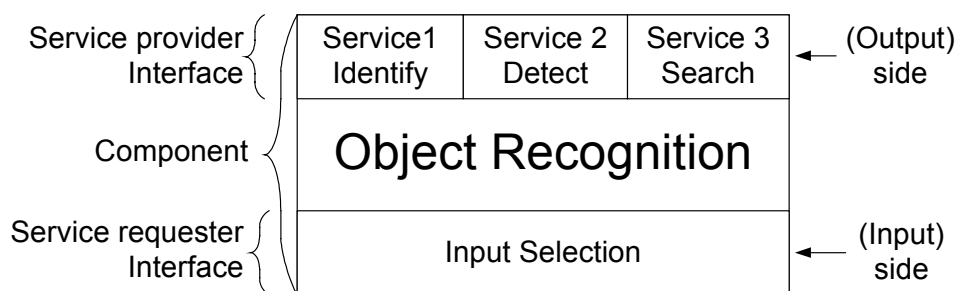 Service provider
Interface
Service1
Identify
Service 2
Detect
Service 3
Search
(Output)
side
Component
Object Recognition
Service requester
Interface
Input Selection
(Input)
side